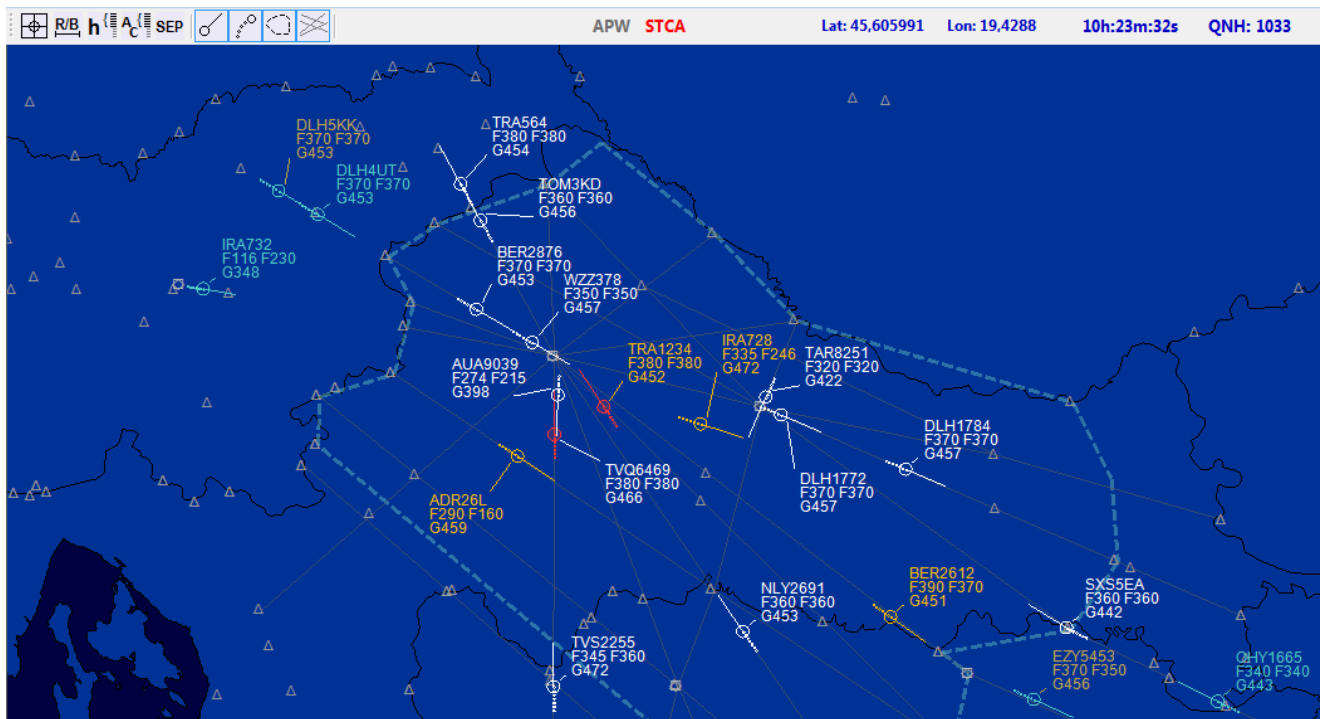 R/B h A C SEP APW STCA Lat: 45,605991 Lon: 19,4288 10h:23m:32s QNH: 1033
DLH5KK
F370 F370
G453
TRA564
F380 F380
G454
DLH4UT
F370 F370
G453
TOM3KD
F360 F360
G456
IRA732
F116 F230
G348
BER2876
F370 F370
G453
WZZ378
F350 F350
G457
AUA9039
F274 F215
G398
TRA1234
F380 F380
G452
IRA728
F335 F246
G472
TAR8251
F320 F320
G422
DLH1784
F370 F370
G457
TVQ6469
F380 F380
G466
DLH1772
F370 F370
G457
ADR26L
F290 F160
G459
NLY2691
F360 F360
G453
BER2612
F390 F370
G451
SXS5EA
F360 F360
G442
TVS2255
F345 F360
G472
EZY5453
F370 F350
G456
QHY1665
F340 F340
G443